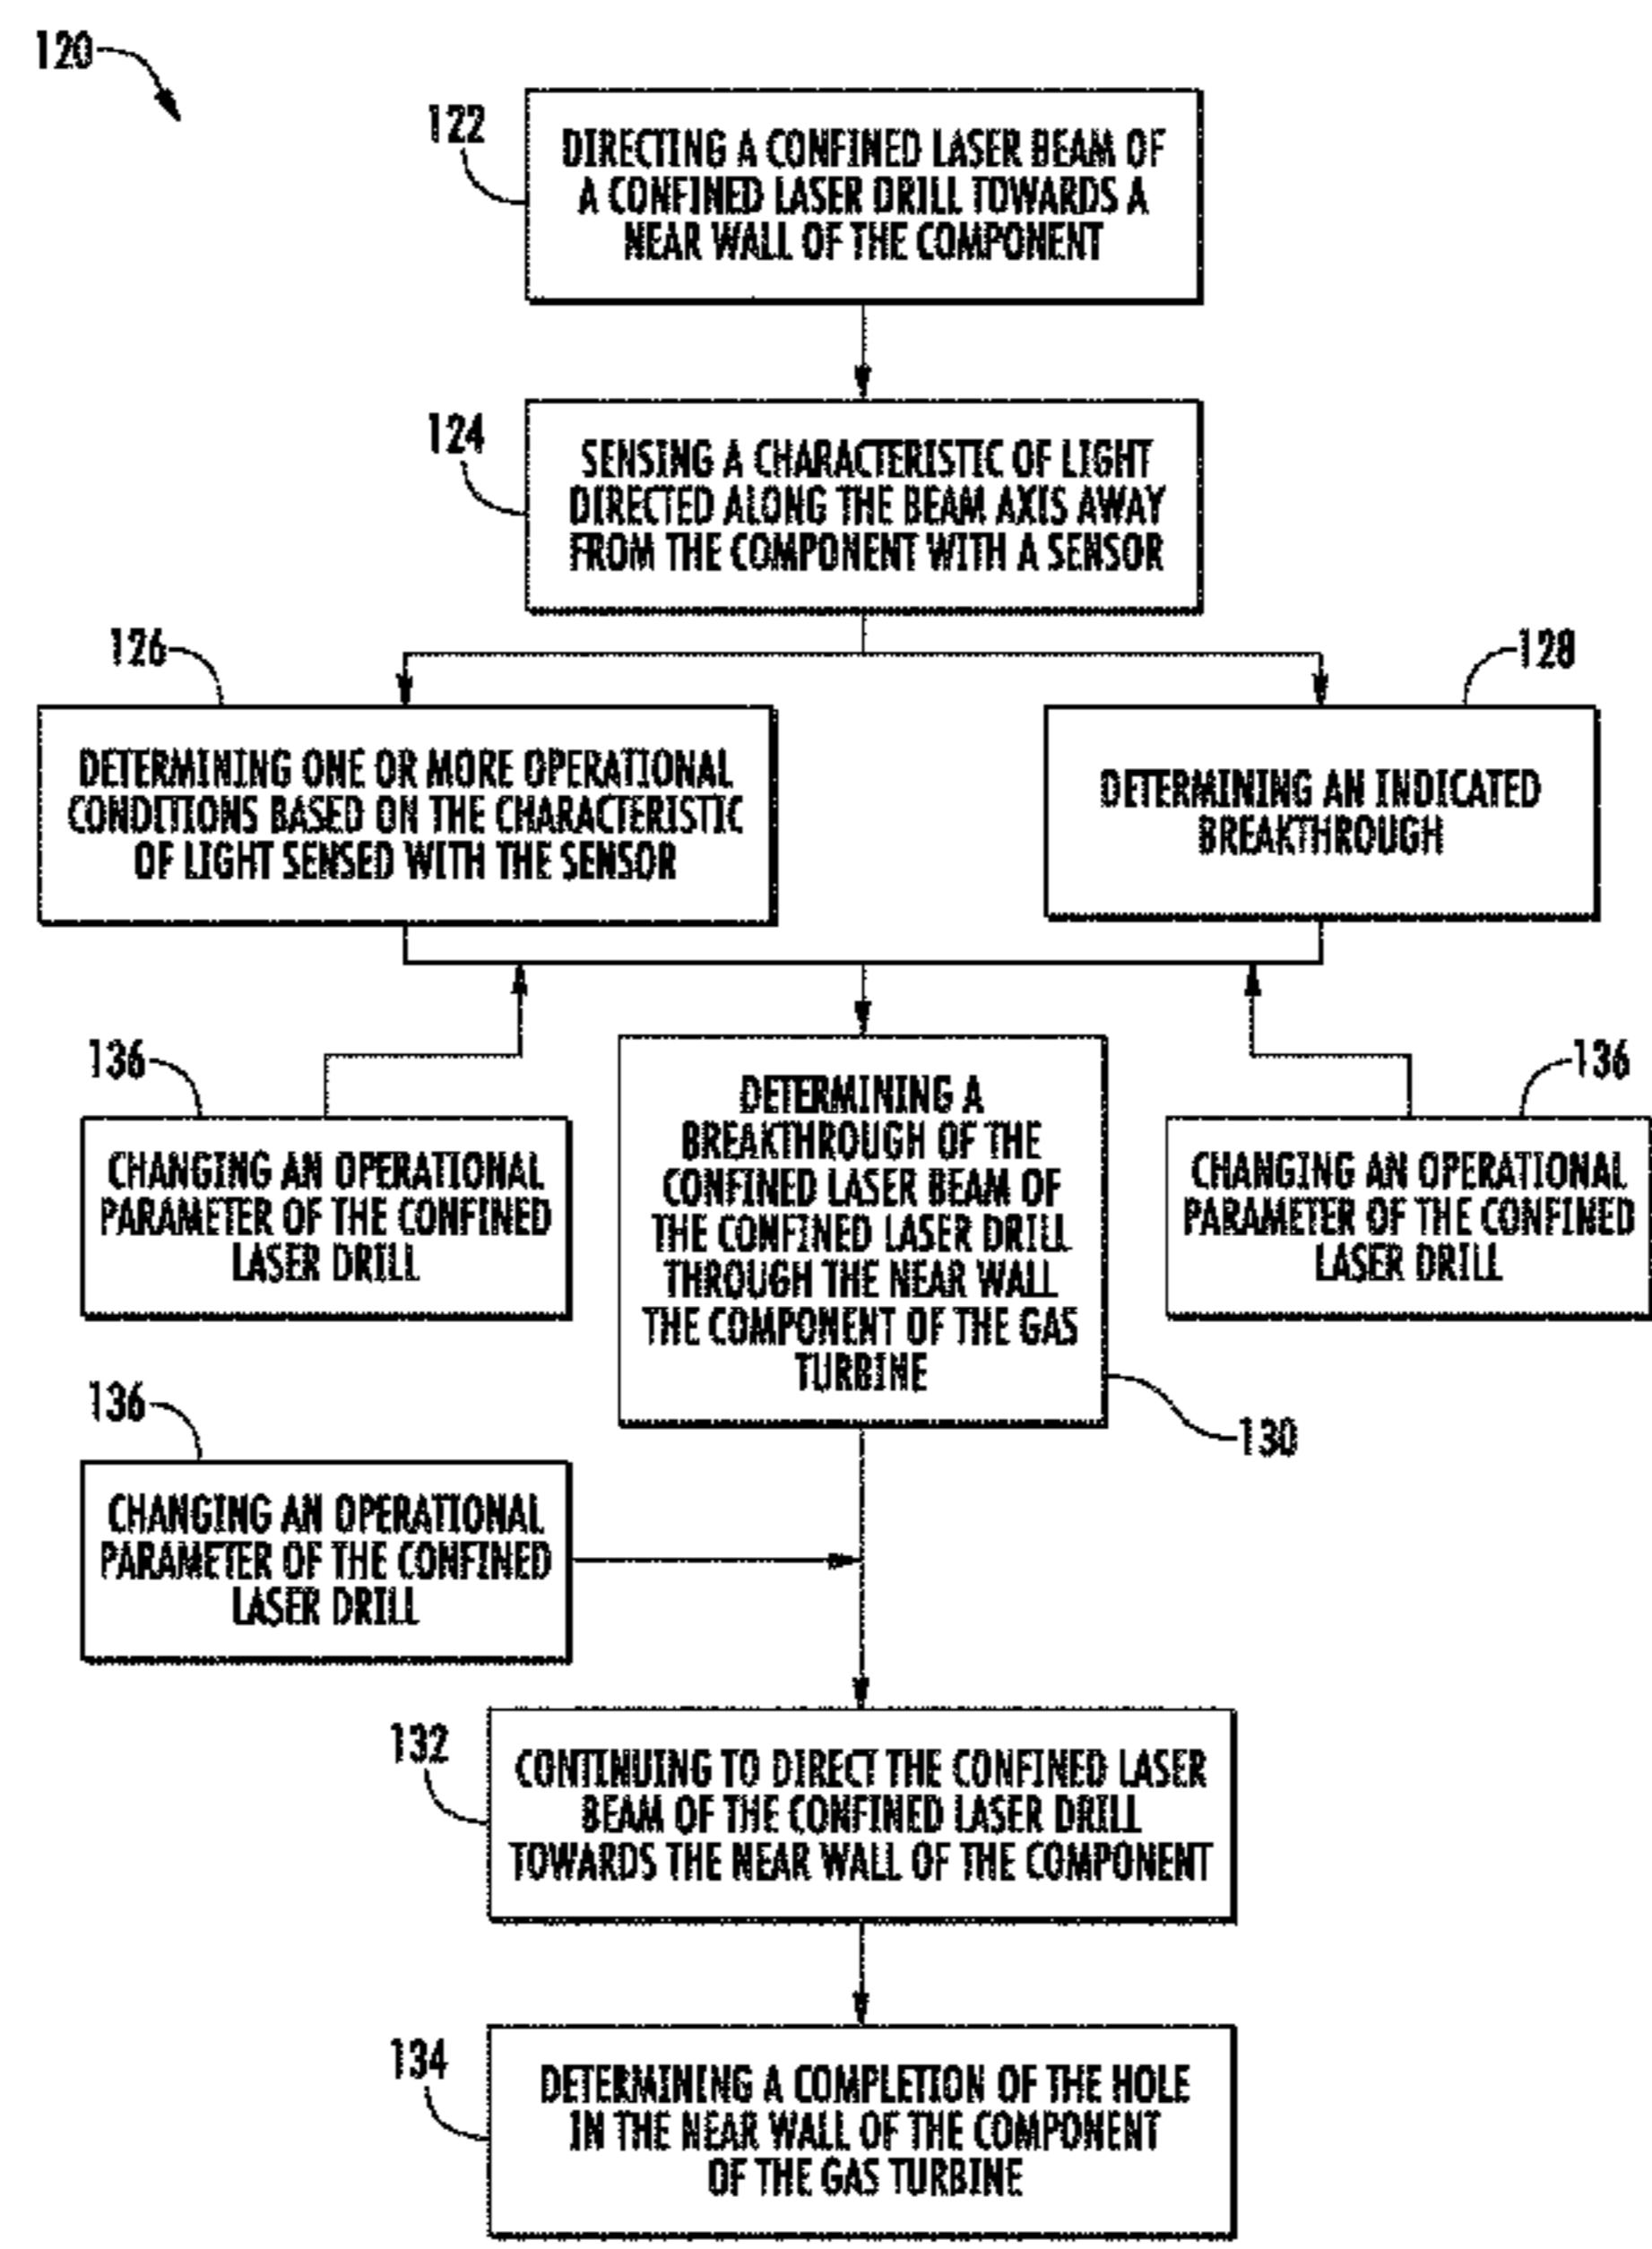 120
122
DIRECTING A CONFINED LASER BEAM OF
A CONFINED LASER DRILL TOWARDS A
NEAR WALL OF THE COMPONENT
124
SENSING A CHARACTERISTIC OF LIGHT
DIRECTED ALONG THE BEAM AXIS AWAY
FROM THE COMPONENT WITH A SENSOR
126
DETERMINING ONE OR MORE OPERATIONAL
CONDITIONS BASED ON THE CHARACTERISTIC
OF LIGHT SENSED WITH THE SENSOR
128
DETERMINING AN INDICATED
BREAKTHROUGH
136
CHANGING AN OPERATIONAL
PARAMETER OF THE CONFINED
LASER DRILL
DETERMINING A
BREAKTHROUGH OF THE
CONFINED LASER BEAM OF
THE CONFINED LASER DRILL
THROUGH THE NEAR WALL
THE COMPONENT OF THE GAS
TURBINE
130
136
CHANGING AN OPERATIONAL
PARAMETER OF THE CONFINED
LASER DRILL
136
CHANGING AN OPERATIONAL
PARAMETER OF THE CONFINED
LASER DRILL
132
CONTINUING TO DIRECT THE CONFINED LASER
BEAM OF THE CONFINED LASER DRILL
TOWARDS THE NEAR WALL OF THE COMPONENT
134
DETERMINING A COMPLETION OF THE HOLE
IN THE NEAR WALL OF THE COMPONENT
OF THE GAS TURBINE